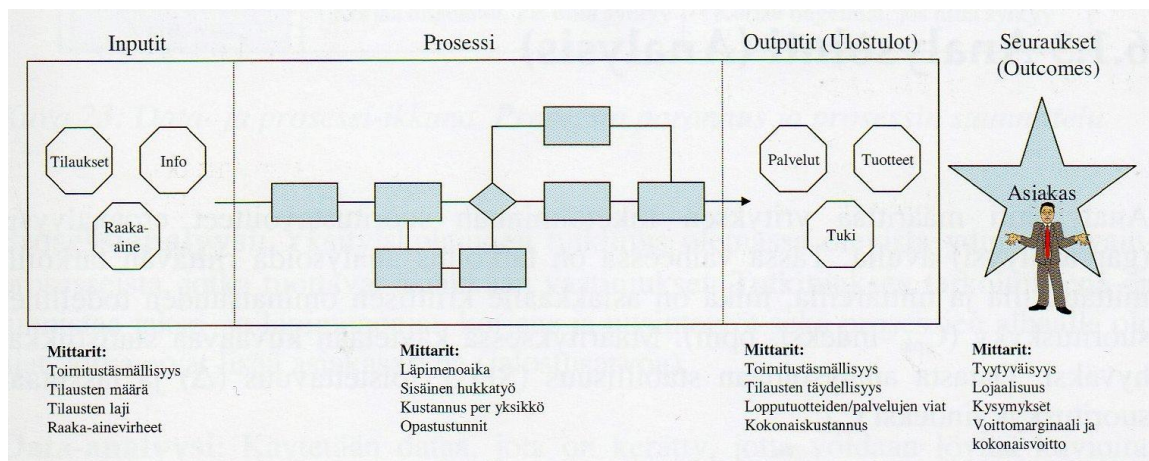 Inputit
Prosessi
Outputit (Ulostulot)
Seuraukset
(Outcomes)
Tilaukset
Info
Raaka-
aine
Palvelut
Tuotteet
Tuki
Asiakas
Mittarit:
Toimitustäsmällisyys
Tilausten määrä
Tilausten laji
Raaka-ainevirheet
Mittarit:
Läpimenoaika
Sisäinen hukkatyö
Kustannus per yksikkö
Opastustunnit
Mittarit:
Toimitustäsmällisyys
Tilausten täydellisyys
Lopputuotteiden/palvelujen viat
Kokonaiskustannus
Mittarit:
Tyytyväisyys
Lojaalisuus
Kysymykset
Voittomarginaali ja
kokonaisvoitto